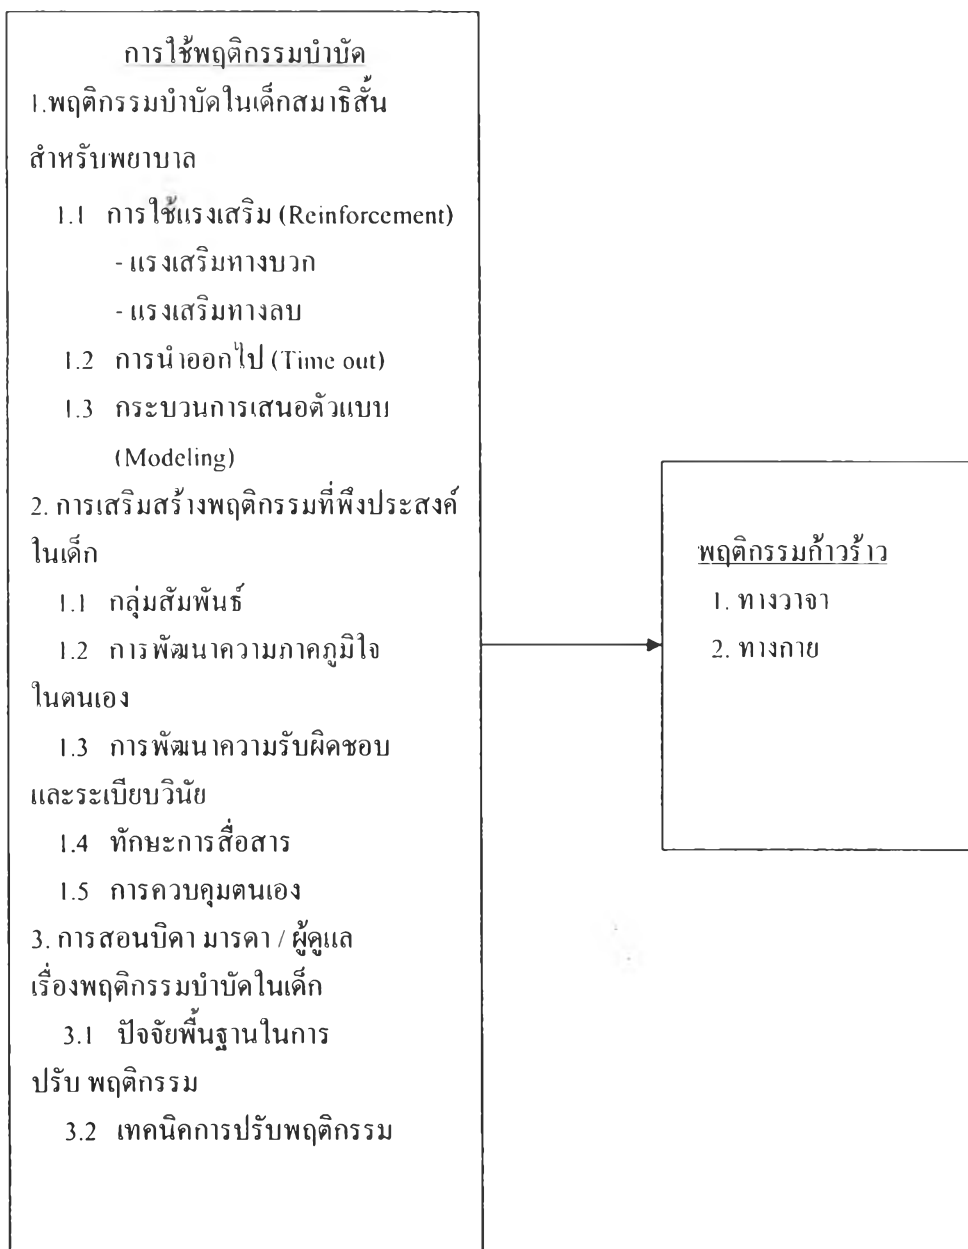 การใช้พฤติกรรมบำบัด
1.พฤติกรรมบำบัดในเด็กสมาธิสั้น
สำหรับพยาบาล
1.1 การใช้แรงเสริม (Reinforcement)
- แรงเสริมทางบวก
- แรงเสริมทางลบ
1.2 การนำออกไป (Time out)
1.3 กระบวนการเสนอตัวแบบ
(Modeling)
2. การเสริมสร้างพฤติกรรมที่พึงประสงค์
ในเด็ก
1.1 กลุ่มสัมพันธ์
1.2 การพัฒนาความภาคภูมิใจ
ในตนเอง
1.3 การพัฒนาความรับผิดชอบ
และระเบียบวินัย
1.4 ทักษะการสื่อสาร
1.5 การควบคุมตนเอง
3. การสอนบิดา มารดา / ผู้ดูแล
เรื่องพฤติกรรมบำบัดในเด็ก
3.1 ปัจจัยพื้นฐานในการ
ปรับ พฤติกรรม
3.2 เทคนิคการปรับพฤติกรรม
พฤติกรรมก้าวร้าว
1. ทางวาจา
2. ทางกาย